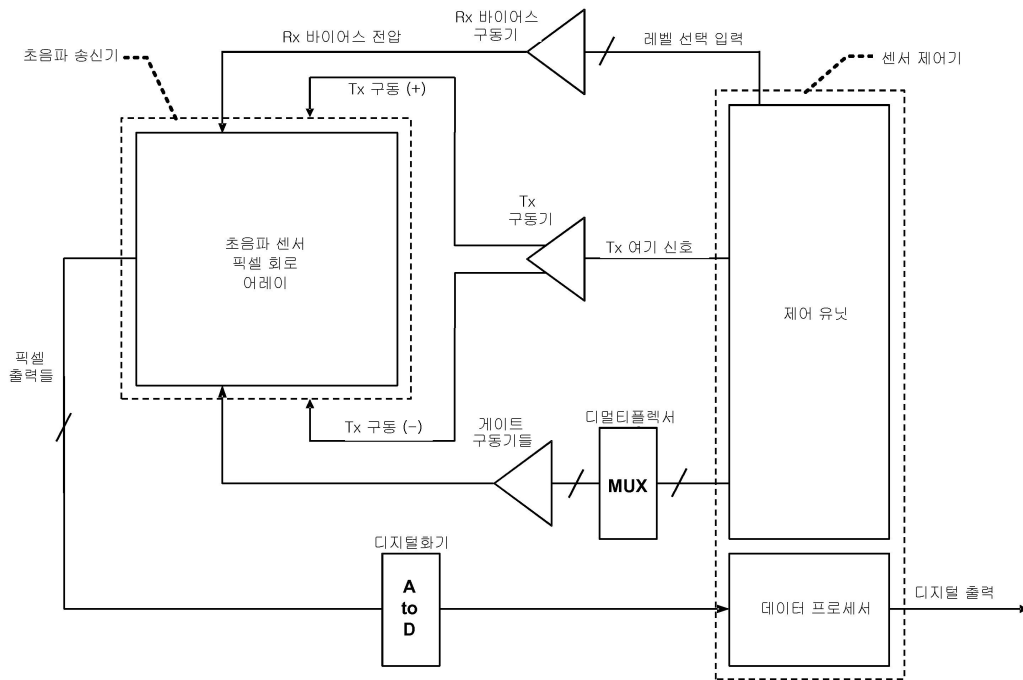 초음파 송신기
Rx 바이어스 전압
Rx 바이어스
구동기
레벨 선택 입력
센서 제어기
Tx 구동 (+)
Tx
구동기
Tx 여기 신호
초음파 센서
픽셀 회로
어레이
제어 유닛
픽셀
출력들
Tx 구동 (–)
게이트
구동기들
디멀티플렉서
MUX
디지털화기
A
to
D
데이터 프로세서
디지털 출력